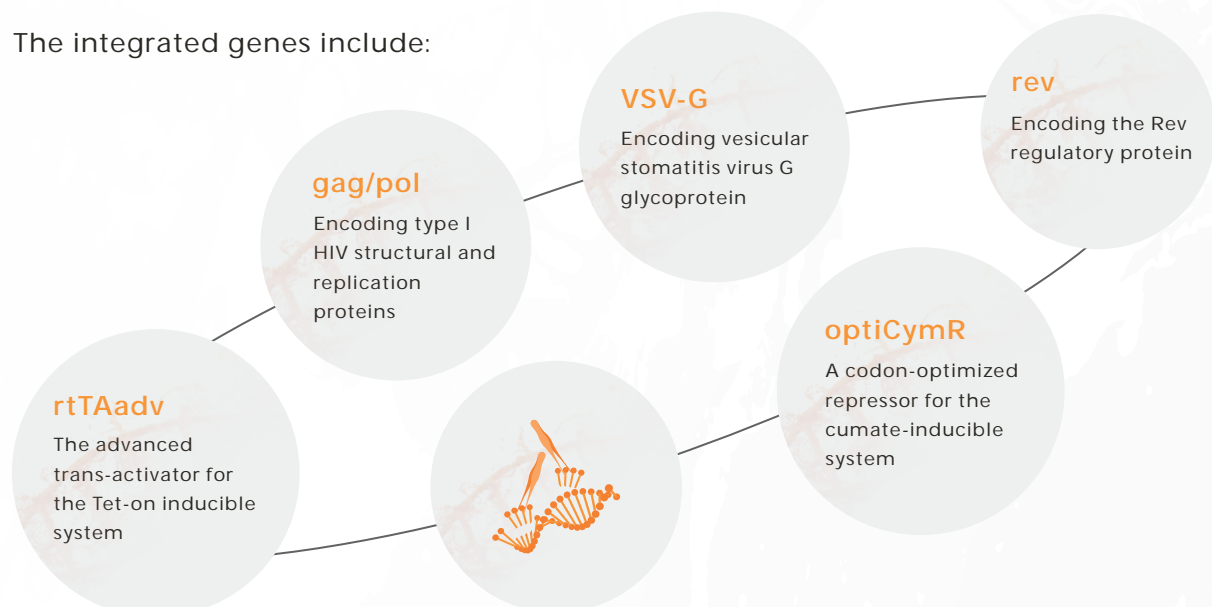 The integrated genes include:
rtTAadv
The advanced
trans-activator for
the Tet-on inducible
system
gag/pol
Encoding type I
HIV structural and
replication
proteins
VSV-G
Encoding vesicular
stomatitis virus G
glycoprotein
rev
Encoding the Rev
regulatory protein
optiCymR
A codon-optimized
repressor for the
cumate-inducible
system